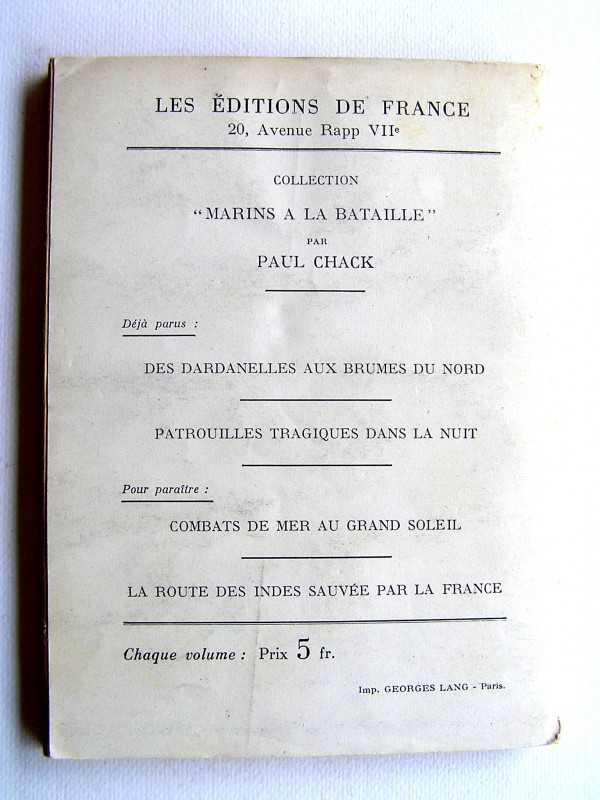 LES ÉDITIONS DE FRANCE
20, Avenue Rapp VIIe
COLLECTION
"MARINS A LA BATAILLE"
PAR
PAUL CHACK
Déjà parus :
DES DARDANELLES AUX BRUMES DU NORD
PATROUILLES TRAGIQUES DANS LA NUIT
Pour paraître :
COMBATS DE MER AU GRAND SOLEIL
LA ROUTE DES INDES SAUVÉE PAR LA FRANCE
Chaque volume : Prix 5 fr.
Imp. GEORGES LANG - Paris.